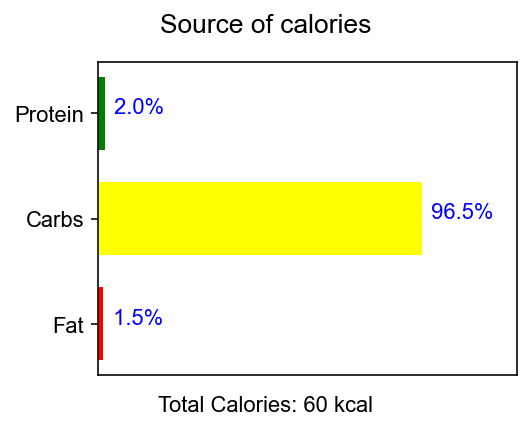 Source of calories
Protein 2.0%
Carbs 96.5%
Fat 1.5%
Total Calories: 60 kcal